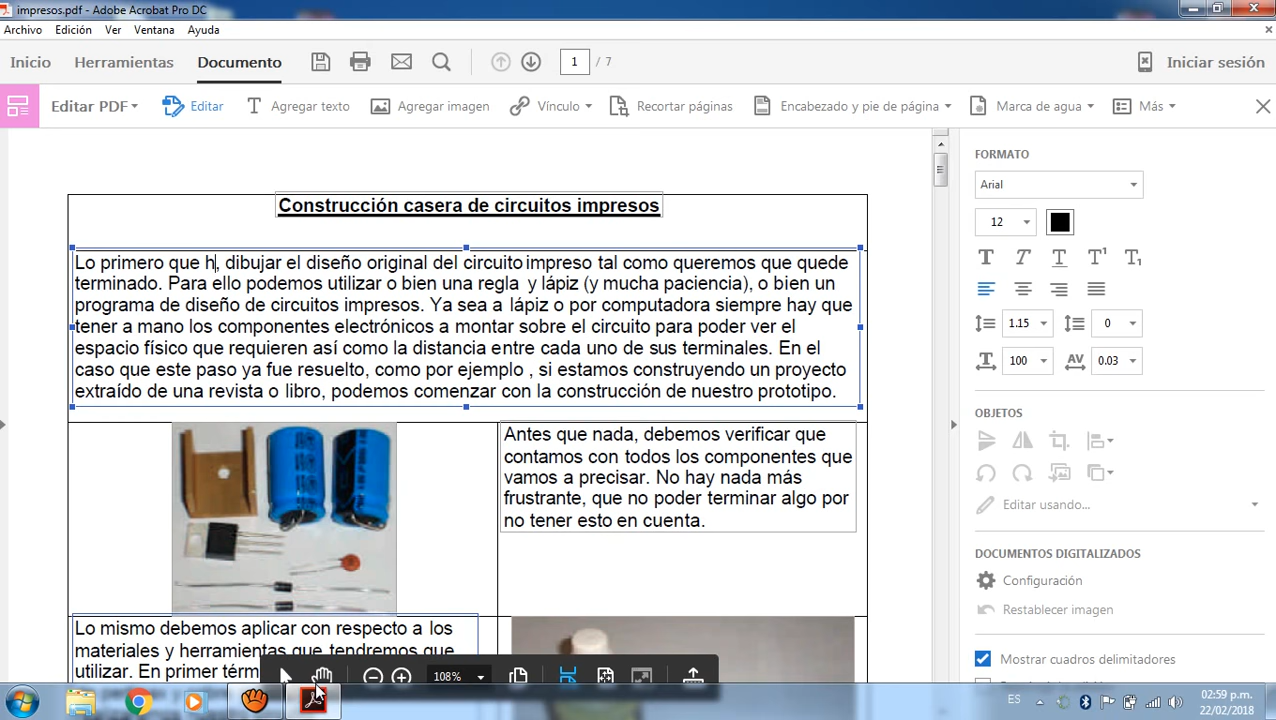 impresos.pdf - Adobe Acrobat Pro DC
Archivo Edición Ver Ventana Ayuda
Inicio Herramientas Documento 1 / 7 Iniciar sesión
Editar PDF Editar Agregar texto Agregar imagen Vínculo Recortar páginas Encabezado y pie de página Marca de agua Más
Construcción casera de circuitos impresos
Lo primero que h, dibujar el diseño original del circuito impreso tal como queremos que quede
terminado. Para ello podemos utilizar o bien una regla y lápiz (y mucha paciencia), o bien un
programa de diseño de circuitos impresos. Ya sea a lápiz o por computadora siempre hay que
tener a mano los componentes electrónicos a montar sobre el circuito para poder ver el
espacio físico que requieren así como la distancia entre cada uno de sus terminales. En el
caso que este paso ya fue resuelto, como por ejemplo , si estamos construyendo un proyecto
extraído de una revista o libro, podemos comenzar con la construcción de nuestro prototipo.
Antes que nada, debemos verificar que
contamos con todos los componentes que
vamos a precisar. No hay nada más
frustrante, que no poder terminar algo por
no tener esto en cuenta.
Lo mismo debemos aplicar con respecto a los
materiales y herramientas que tendremos que
utilizar. En primer térm
108%
FORMATO
Arial
12
T T T T¹ T₁
1.15 0
100 AV 0.03
OBJETOS
Editar usando...
DOCUMENTOS DIGITALIZADOS
Configuración
Restablecer imagen
Mostrar cuadros delimitadores
ES
02:59 p.m.
22/02/2018